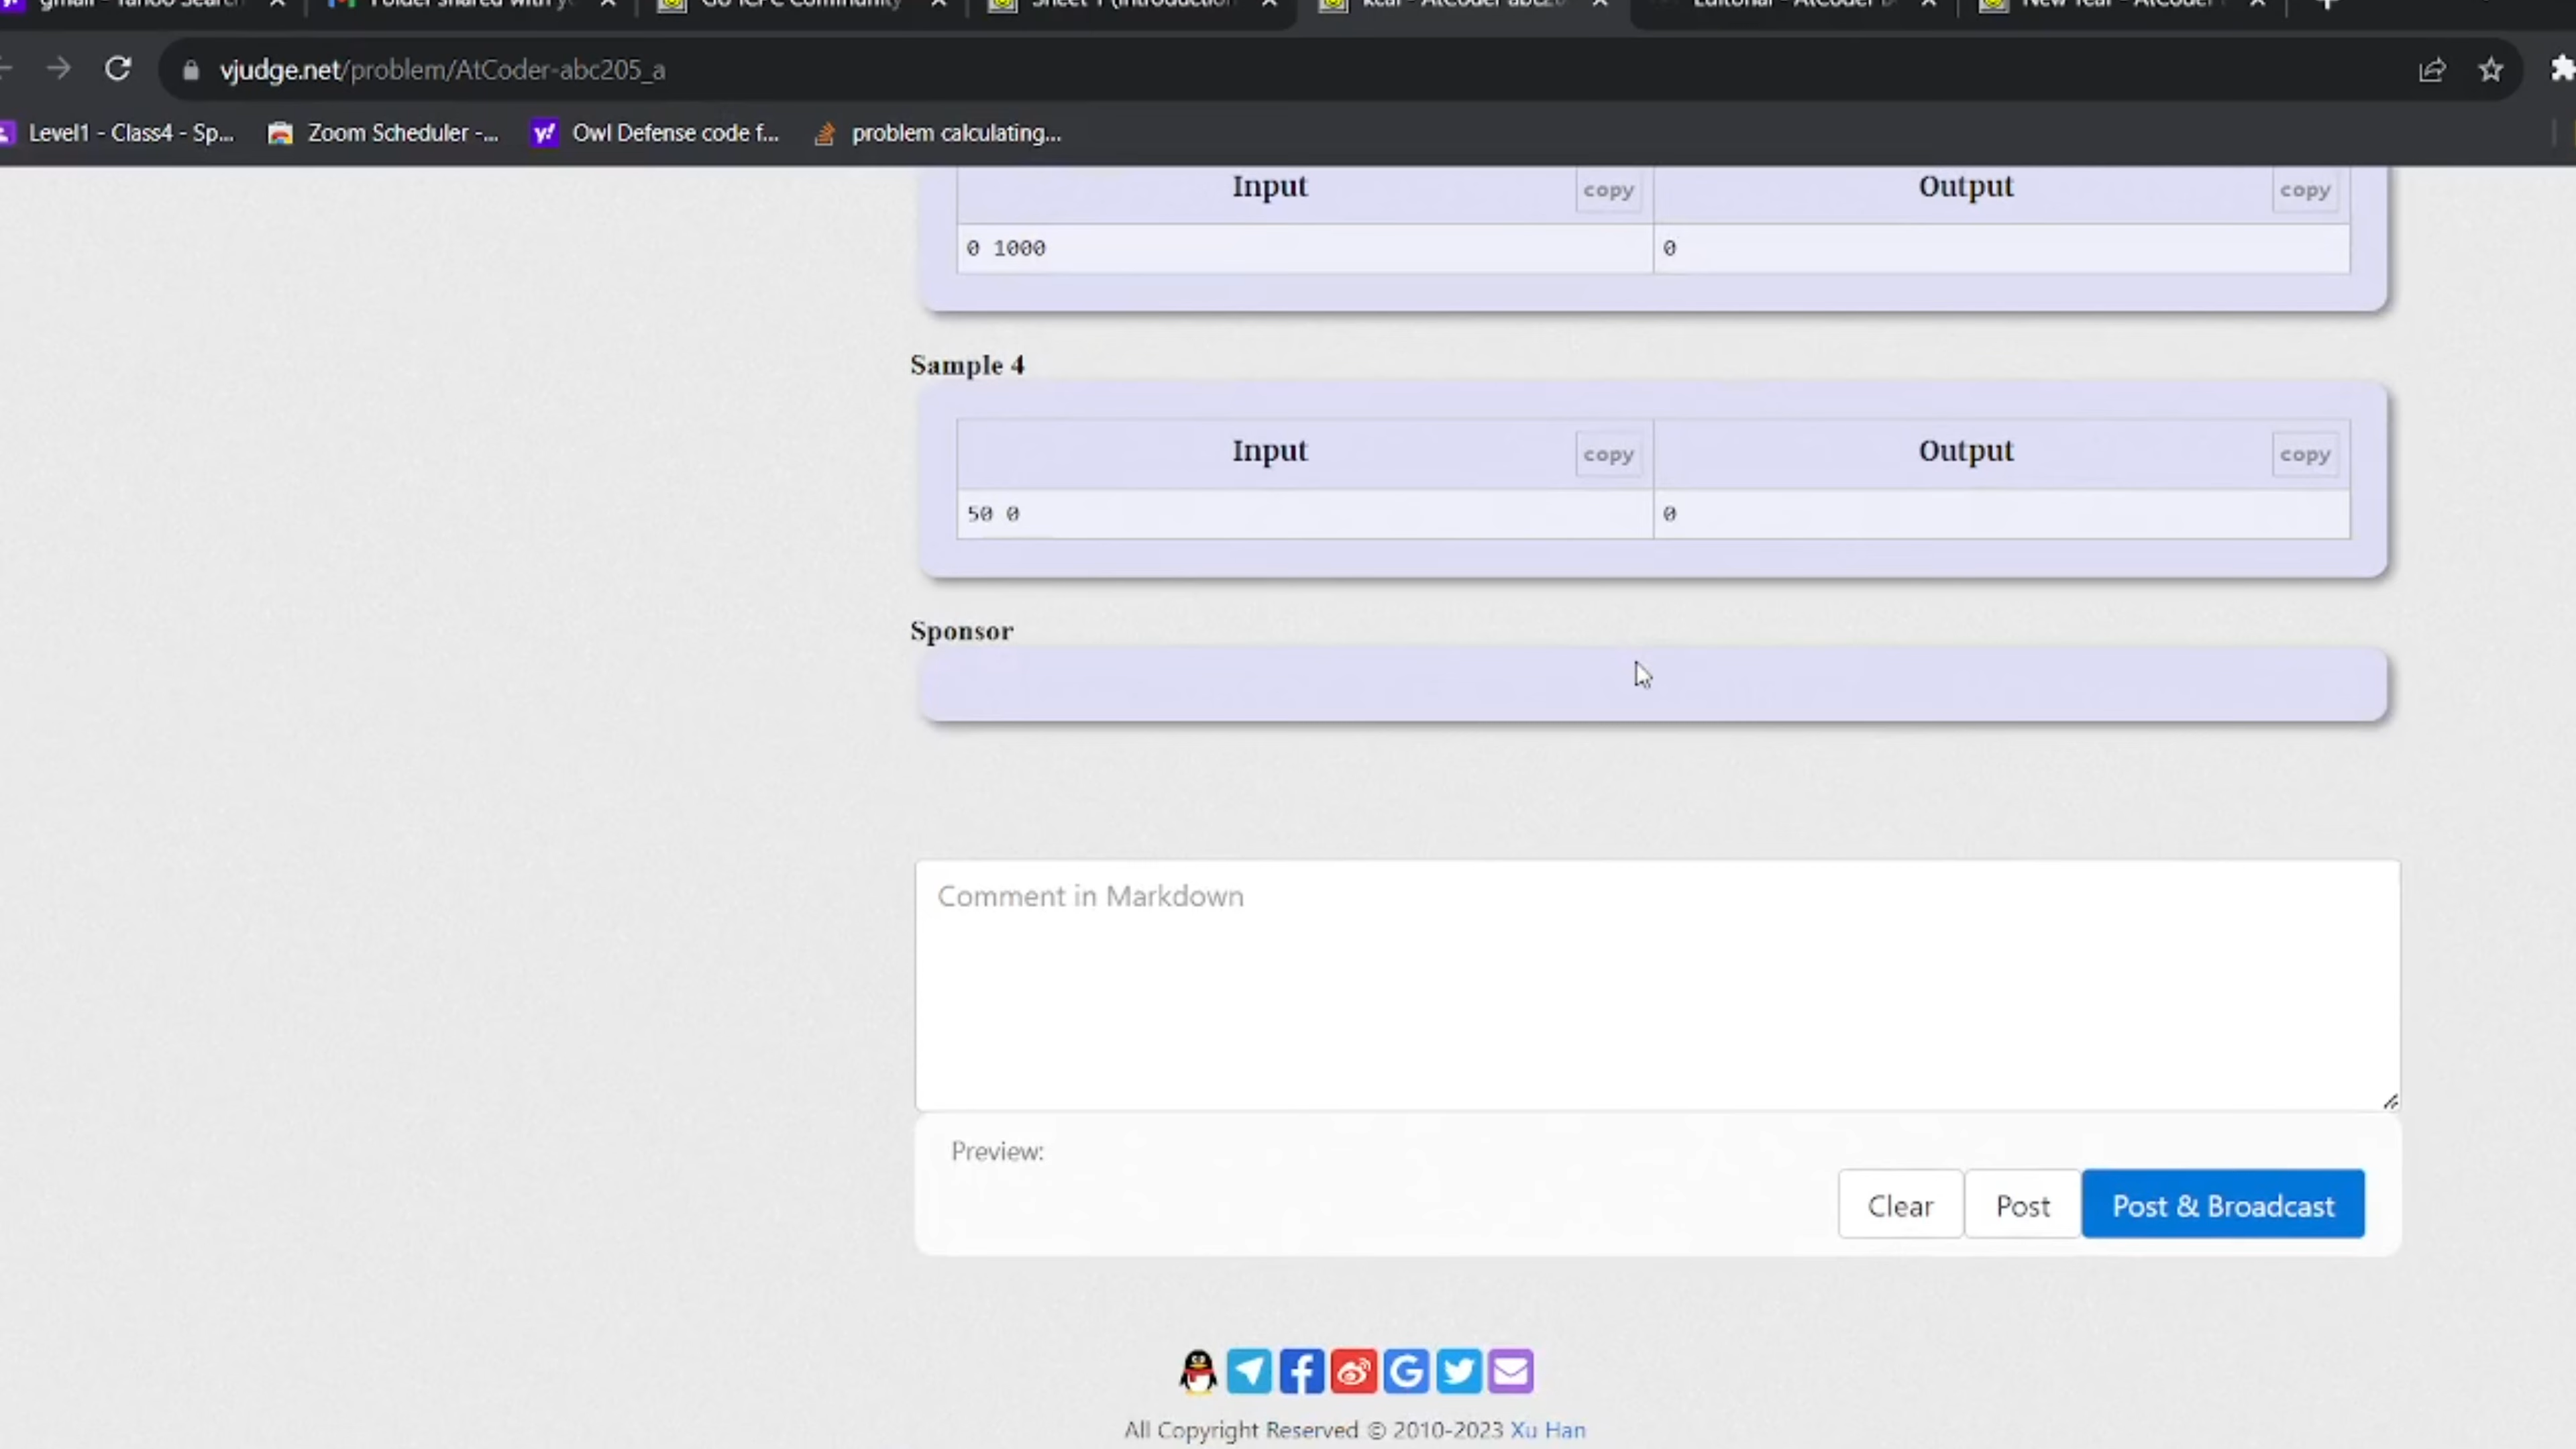 vjudge.net/problem/AtCoder-abc205_a
Level1 - Class4 - Sp... Zoom Scheduler -... Owl Defense code f... problem calculating...
Input copy Output copy
0 1000 0
Sample 4
Input copy Output copy
50 0 0
Sponsor
Comment in Markdown
Preview:
Clear Post Post & Broadcast
All Copyright Reserved © 2010-2023 Xu Han